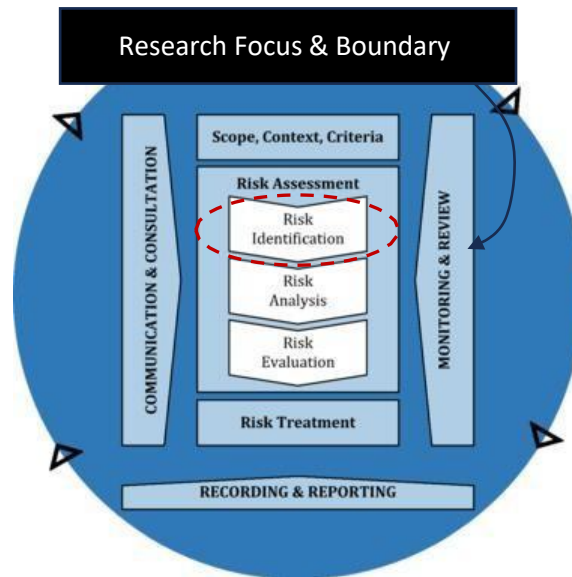 Research Focus & Boundary
Scope, Context, Criteria
Risk Assessment
Risk
Identification
Risk
Analysis
Risk
Evaluation
Risk Treatment
COMMUNICATION & CONSULTATION
MONITORING & REVIEW
RECORDING & REPORTING